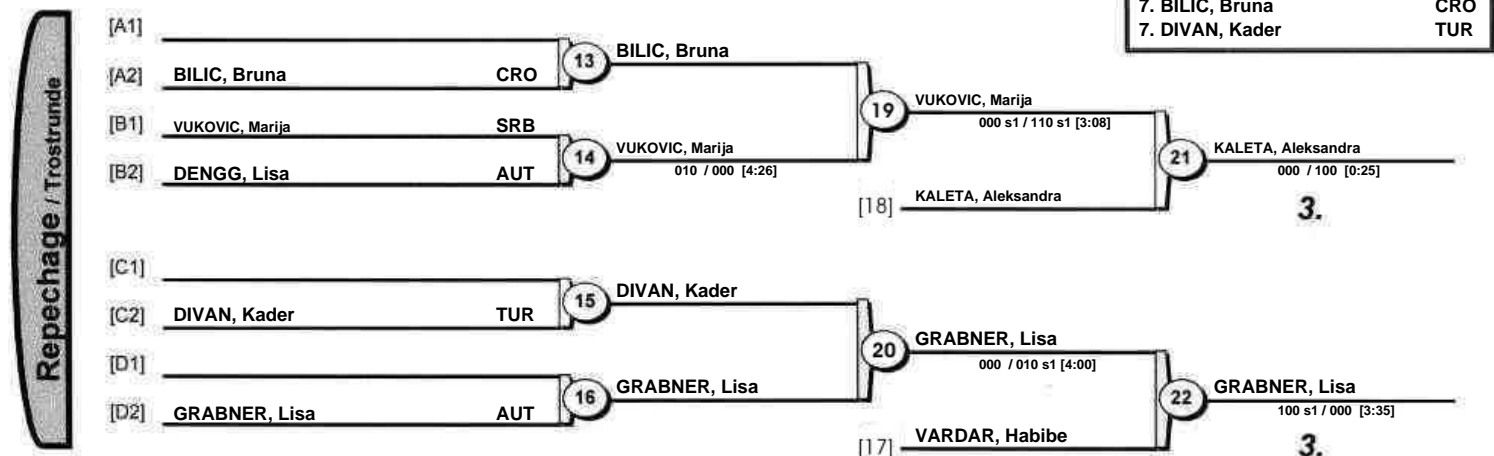 7. BILIC, Bruna CRO
7. DIVAN, Kader TUR
Repechage / Trostrunde
[A1]
[A2] BILIC, Bruna CRO
13 BILIC, Bruna
[B1] VUKOVIC, Marija SRB
[B2] DENGG, Lisa AUT
14 VUKOVIC, Marija
010 / 000 [4:26]
19 VUKOVIC, Marija
000 s1 / 110 s1 [3:08]
[18] KALETA, Aleksandra
21 KALETA, Aleksandra
000 / 100 [0:25]
3.
[C1]
[C2] DIVAN, Kader TUR
15 DIVAN, Kader
[D1]
[D2] GRABNER, Lisa AUT
16 GRABNER, Lisa
20 GRABNER, Lisa
000 / 010 s1 [4:00]
[17] VARDAR, Habibe
22 GRABNER, Lisa
100 s1 / 000 [3:35]
3.